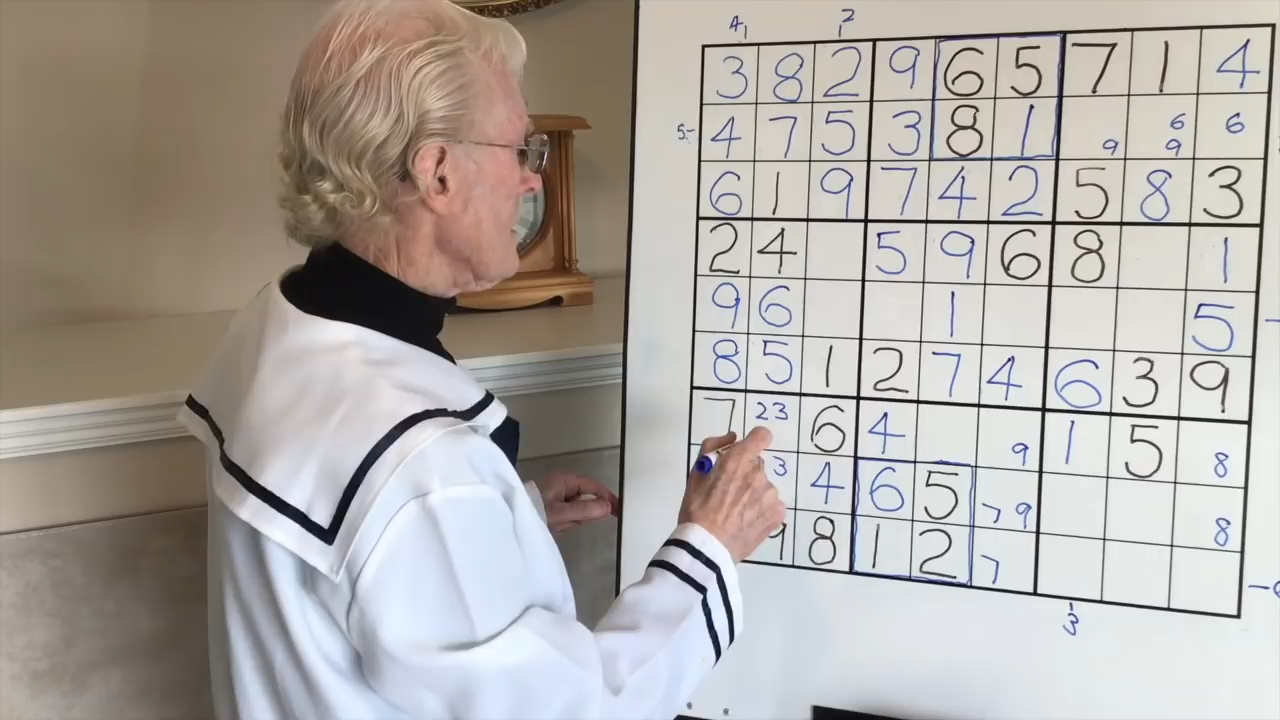 4, 2
3 8 2 9 6 5 7 1 4
5- 4 7 5 3 8 1 9 6 9 6
6 1 9 7 4 2 5 8 3
2 4 5 9 6 8 1
9 6 1 5
8 5 1 2 7 4 6 3 9
7 23 6 4 9 1 5 8
3 4 6 5 79 8
9 8 1 2 7
3